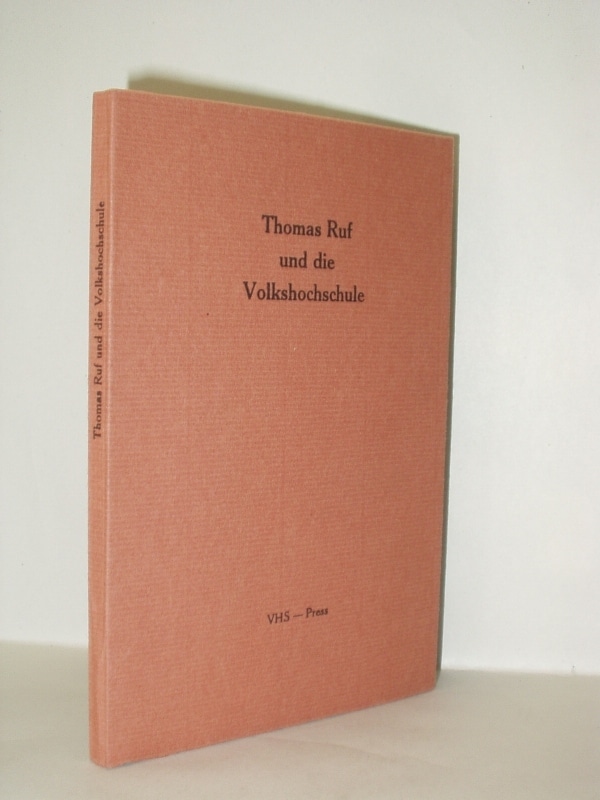 Thomas Ruf und die Volkshochschule
Thomas Ruf
und die
Volkshochschule
VHS — Press